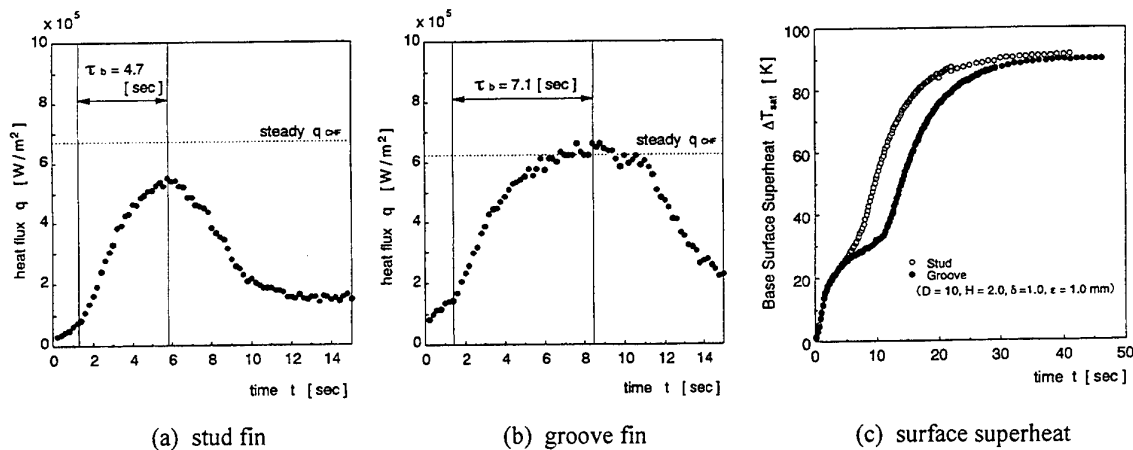 × 10⁵
10
8
6
4
2
0
heat flux q [ W / m² ]
τb = 4.7
[ sec ]
steady qCHF
0 2 4 6 8 10 12 14
time t [ sec ]
(a) stud fin
× 10⁵
10
8
6
4
2
0
heat flux q [ W / m² ]
τb = 7.1 [ sec ]
steady qCHF
0 2 4 6 8 10 12 14
time t [ sec ]
(b) groove fin
100
80
60
40
20
0
Base Surface Superheat ΔTsat [ K ]
○ Stud
● Groove
(D = 10, H = 2.0, δ=1.0, ε = 1.0 mm)
0 10 20 30 40 50
time t [ sec ]
(c) surface superheat